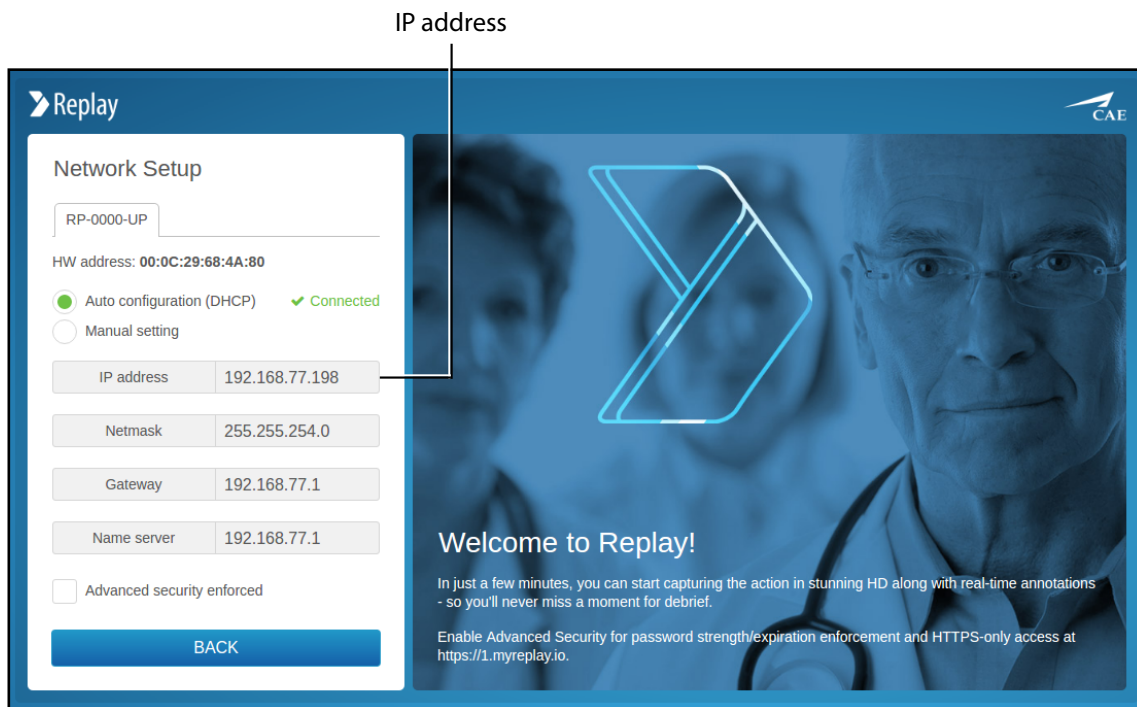 IP address
Replay
CAE
Network Setup
RP-0000-UP
HW address: 00:0C:29:68:4A:80
Auto configuration (DHCP) Connected
Manual setting
IP address 192.168.77.198
Netmask 255.255.254.0
Gateway 192.168.77.1
Name server 192.168.77.1
Advanced security enforced
BACK
Welcome to Replay!
In just a few minutes, you can start capturing the action in stunning HD along with real-time annotations
- so you'll never miss a moment for debrief.
Enable Advanced Security for password strength/expiration enforcement and HTTPS-only access at
https://1.myreplay.io.